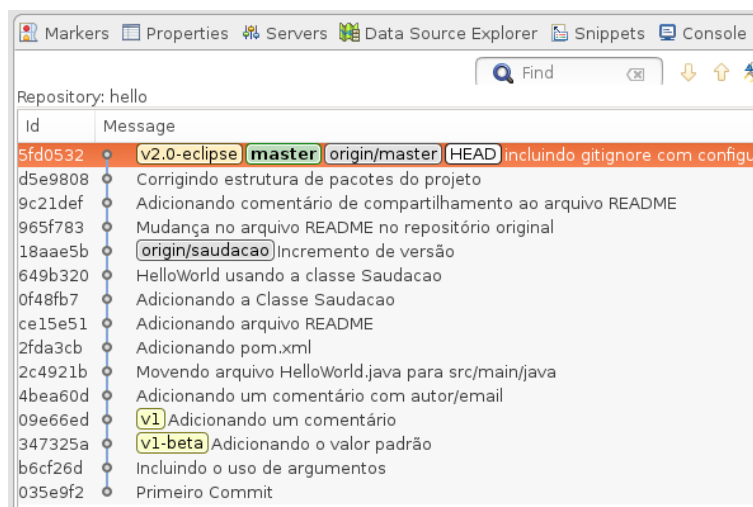 Markers Properties Servers Data Source Explorer Snippets Console
Find
Repository: hello
Id Message
5fd0532 v2.0-eclipse master origin/master HEAD incluindo gitignore com
d5e9808 Corrigindo estrutura de pacotes do projeto
9c21def Adicionando comentário de compartilhamento ao arquivo README
965f783 Mudança no arquivo README no repositório original
18aae5b origin/saudacao Incremento de versão
649b320 HelloWorld usando a classe Saudacao
0f48fb7 Adicionando a Classe Saudacao
ce15e51 Adicionando arquivo README
2fda3cb Adicionando pom.xml
2c4921b Movendo arquivo HelloWorld.java para src/main/java
4bea60d Adicionando um comentário com autor/email
09e66ed v1 Adicionando um comentário
347325a v1-beta Adicionando o valor padrão
b6cf26d Incluindo o uso de argumentos
035e9f2 Primeiro Commit